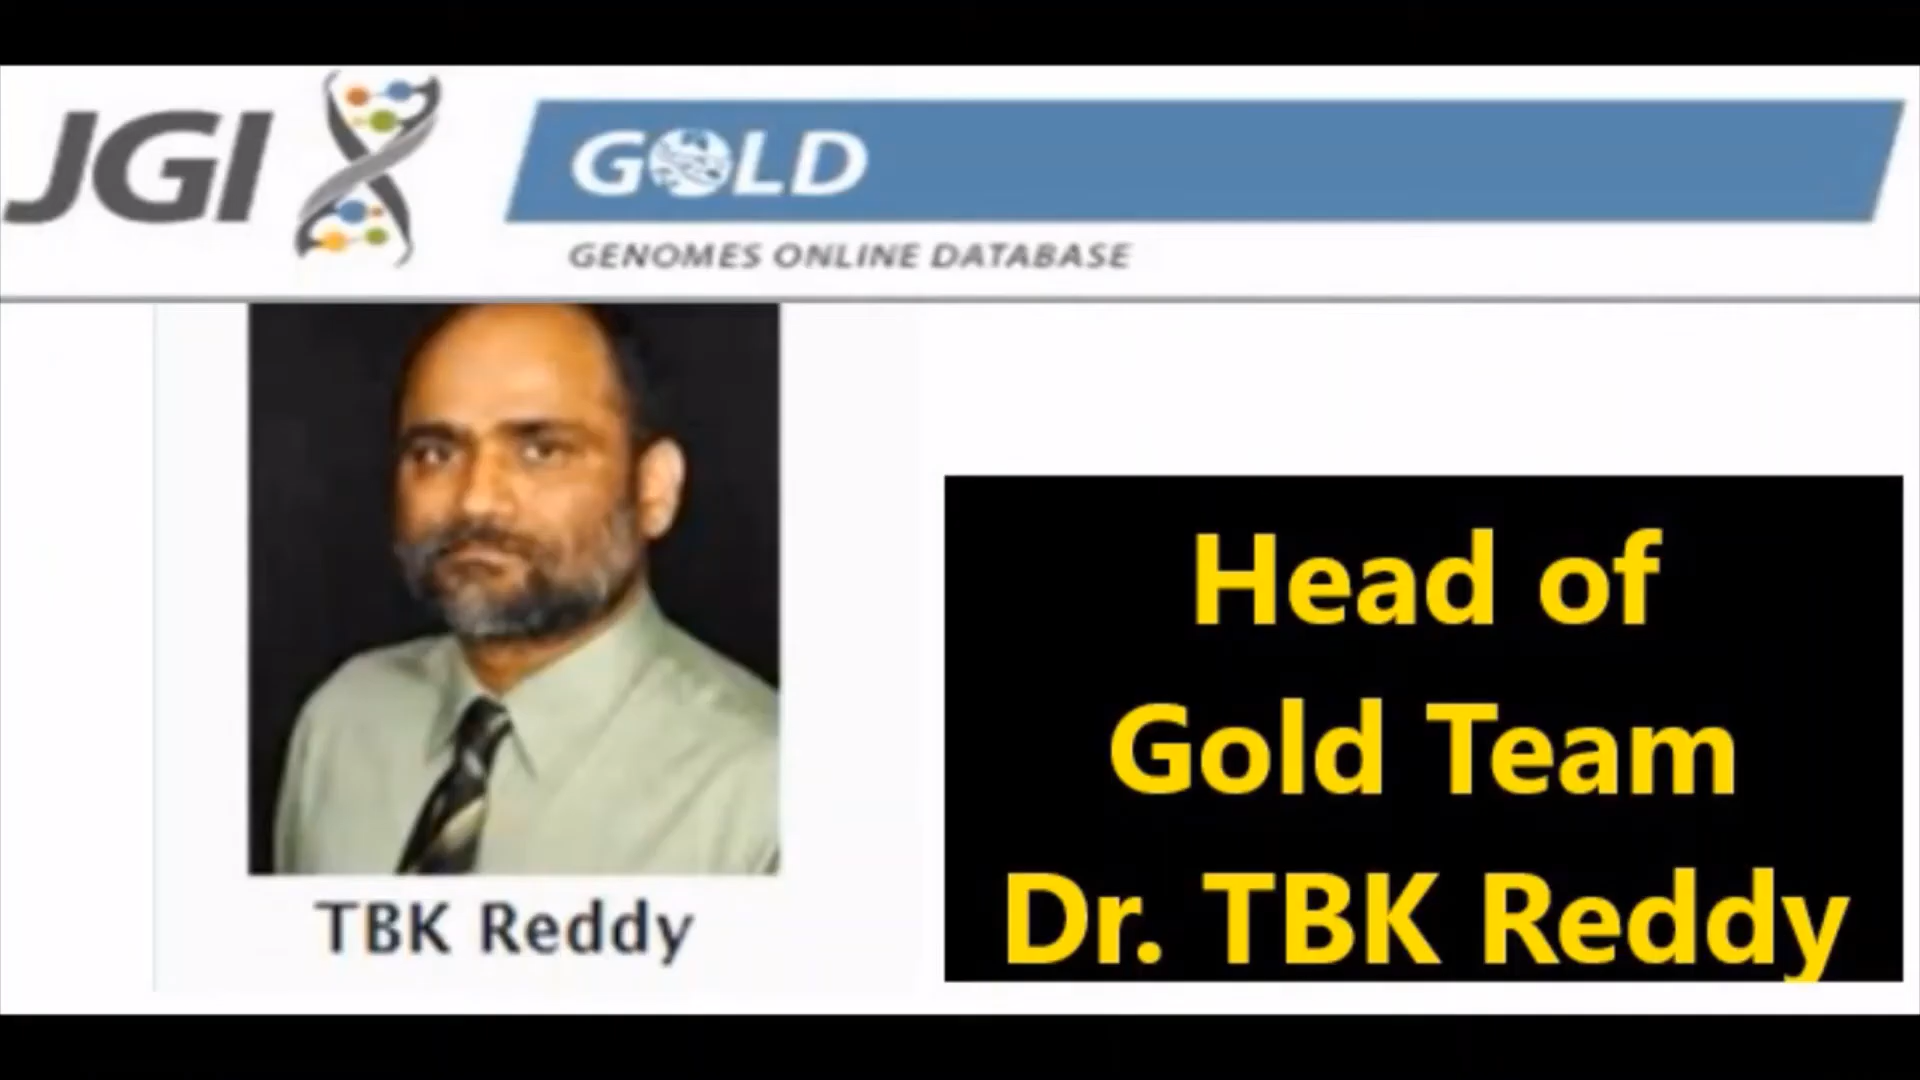 JGI
GOLD
GENOMES ONLINE DATABASE
TBK Reddy
Head of
Gold Team
Dr. TBK Reddy